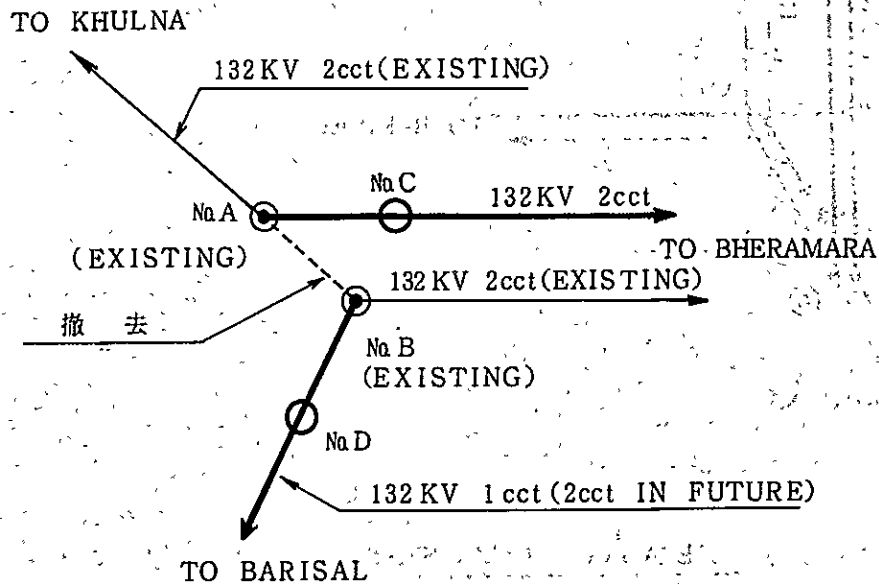 TO KHULNA
132KV 2cct(EXISTING)
No.C
No.A
132KV 2cct
(EXISTING)
TO BHERAMARA
132KV 2cct(EXISTING)
撤 去
No.B
(EXISTING)
No.D
132KV 1cct(2cct IN FUTURE)
TO BARISAL